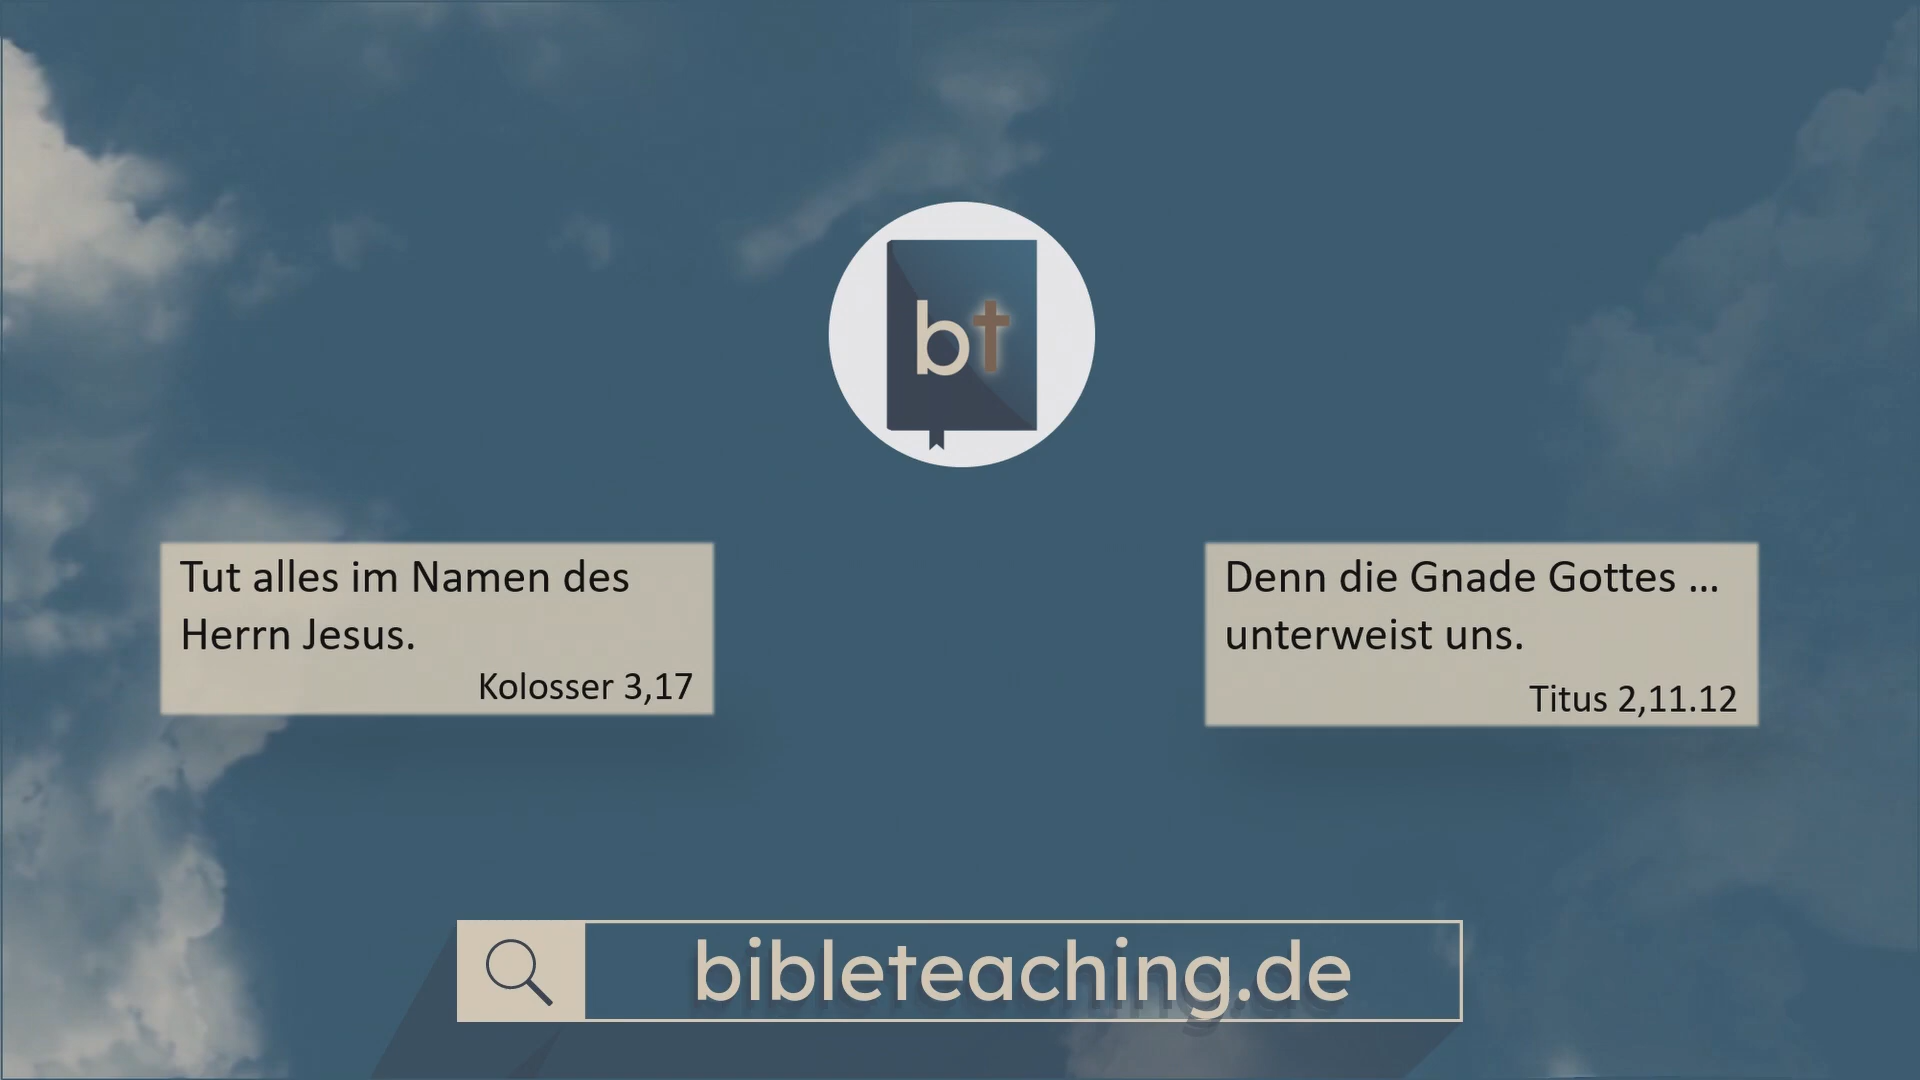 bt
Tut alles im Namen des
Herrn Jesus.
Kolosser 3,17
Denn die Gnade Gottes ...
unterweist uns.
Titus 2,11.12
bibleteaching.de